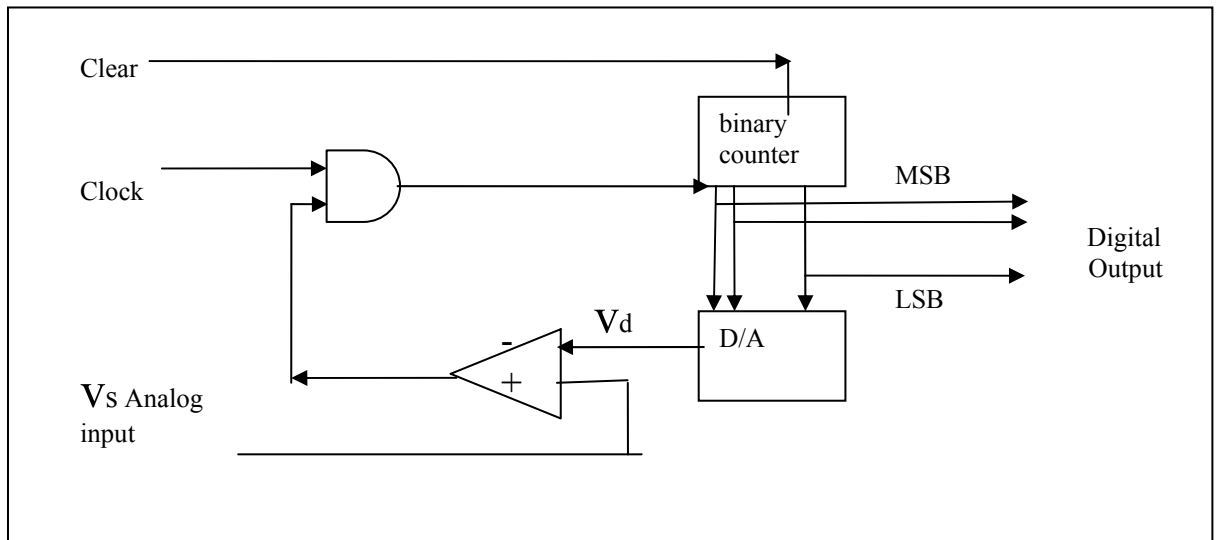 Clear
binary
counter
Clock
MSB
Digital
Output
LSB
Vd
D/A
-
+
Vs Analog
input